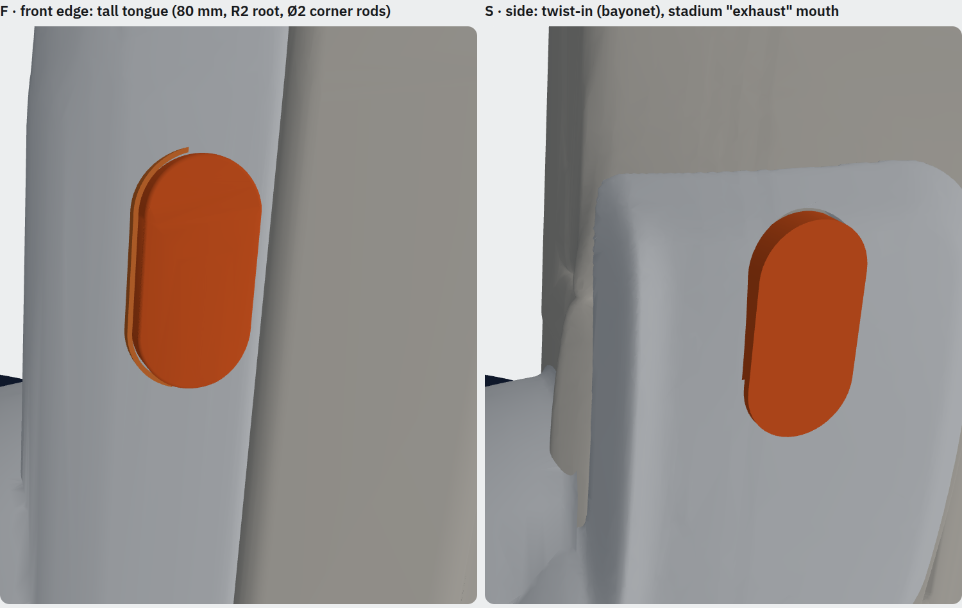 F · front edge: tall tongue (80 mm, R2 root, Ø2 corner rods)
S · side: twist-in (bayonet), stadium "exhaust" mouth